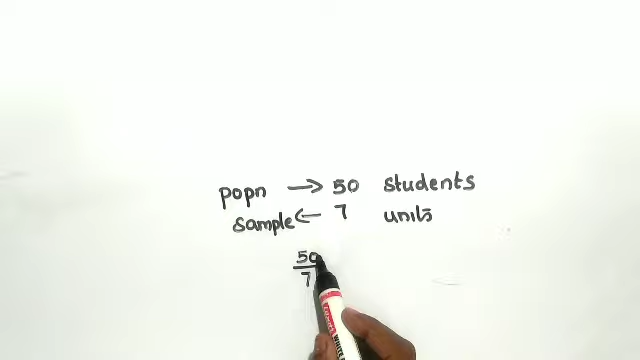 popn → 50 students
sample ← 7 units
50
7